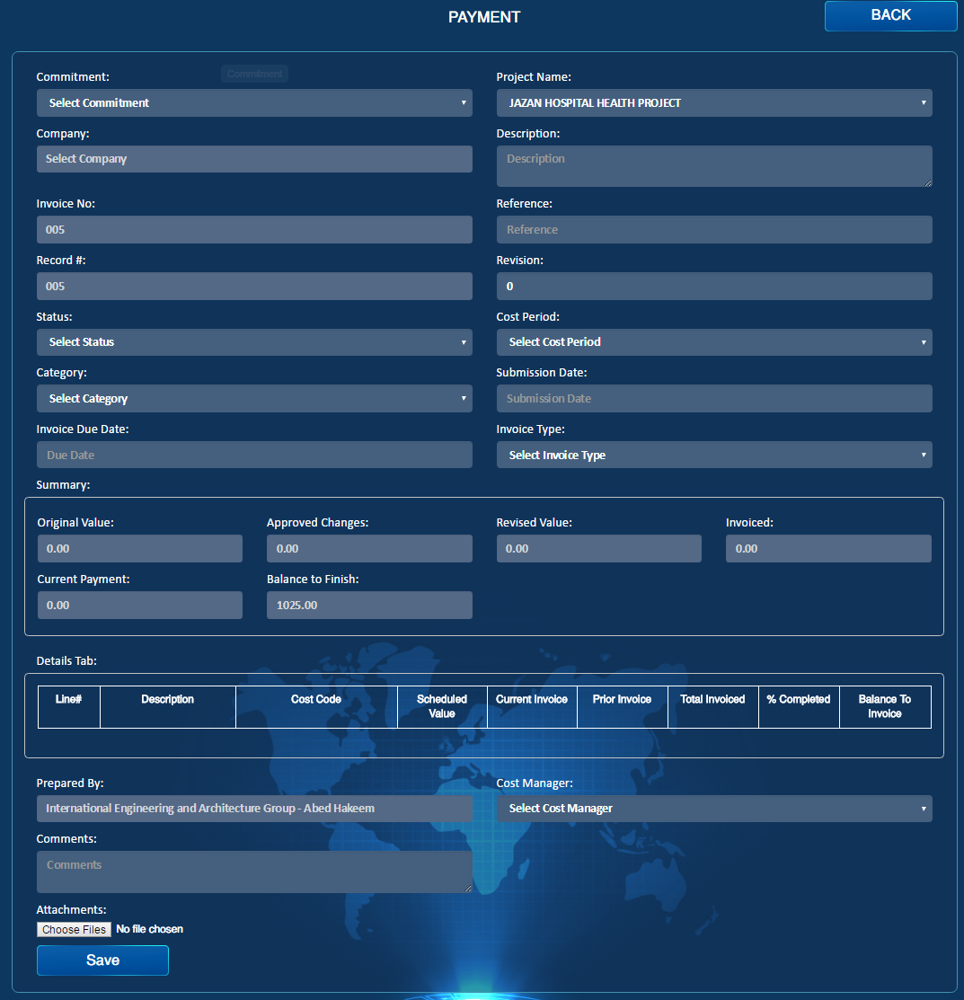 PAYMENT
BACK
Commitment:
Commitment
Project Name:
Select Commitment
JAZAN HOSPITAL HEALTH PROJECT
Company:
Description:
Select Company
Description
Invoice No:
Reference:
005
Reference
Record #:
Revision:
005
0
Status:
Cost Period:
Select Status
Select Cost Period
Category:
Submission Date:
Select Category
Submission Date
Invoice Due Date:
Invoice Type:
Due Date
Select Invoice Type
Summary:
Original Value:
Approved Changes:
Revised Value:
Invoiced:
0.00
0.00
0.00
0.00
Current Payment:
Balance to Finish:
0.00
1025.00
Details Tab:
Line#
Description
Cost Code
Scheduled
Value
Current Invoice
Prior Invoice
Total Invoiced
% Completed
Balance To
Invoice
Prepared By:
Cost Manager:
International Engineering and Architecture Group - Abed Hakeem
Select Cost Manager
Comments:
Comments
Attachments:
Choose Files No file chosen
Save